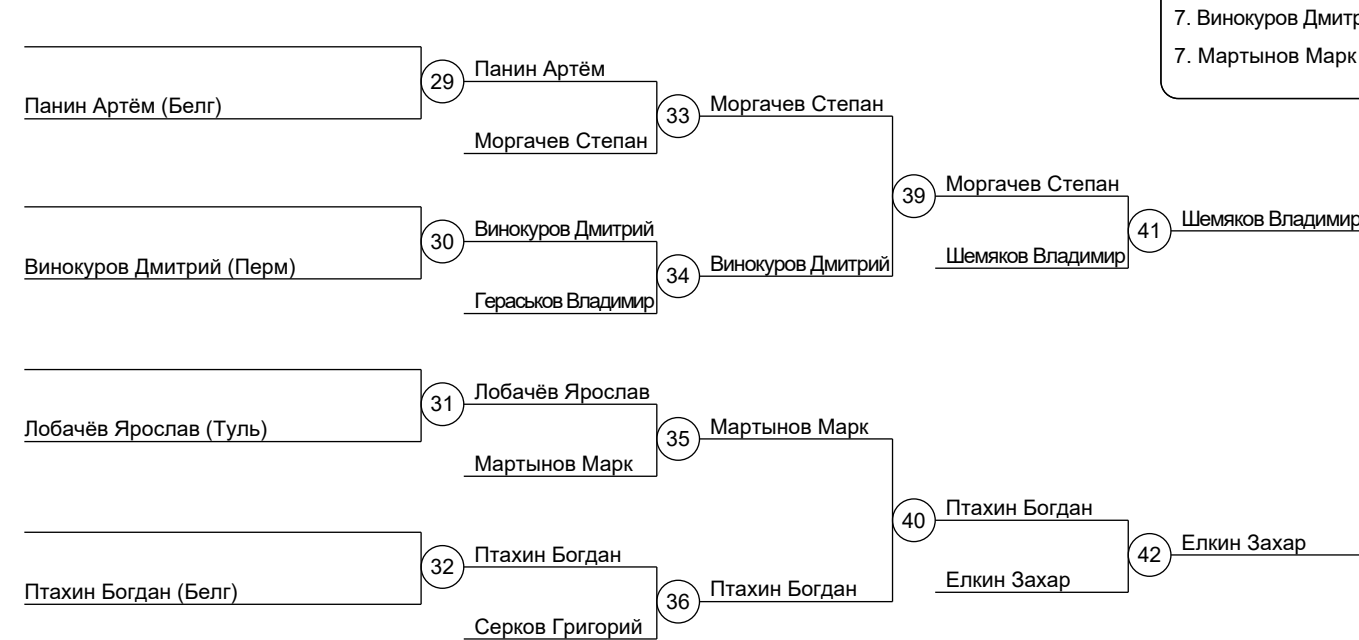 7. Винокуров Дмитр
7. Мартынов Марк
29
Панин Артём
Панин Артём (Белг)
33
Моргачев Степан
Моргачев Степан
39
Моргачев Степан
30
Винокуров Дмитрий
41
Шемяков Владимир
Винокуров Дмитрий (Перм)
34
Винокуров Дмитрий
Шемяков Владимир
Гераськов Владимир
31
Лобачёв Ярослав
Лобачёв Ярослав (Туль)
35
Мартынов Марк
Мартынов Марк
40
Птахин Богдан
32
Птахин Богдан
42
Елкин Захар
Птахин Богдан (Белг)
36
Птахин Богдан
Елкин Захар
Серков Григорий